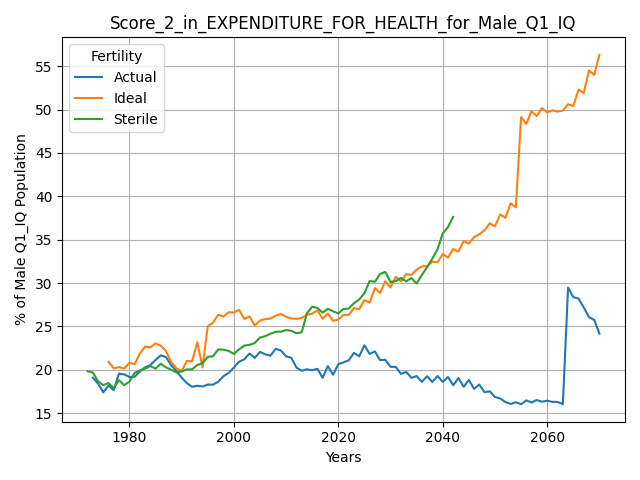 Score_2_in_EXPENDITURE_FOR_HEALTH_for_Male_Q1_IQ
Fertility
Actual
Ideal
Sterile
% of Male Q1_IQ Population
55
50
45
40
35
30
25
20
15
1980
2000
2020
2040
2060
Years